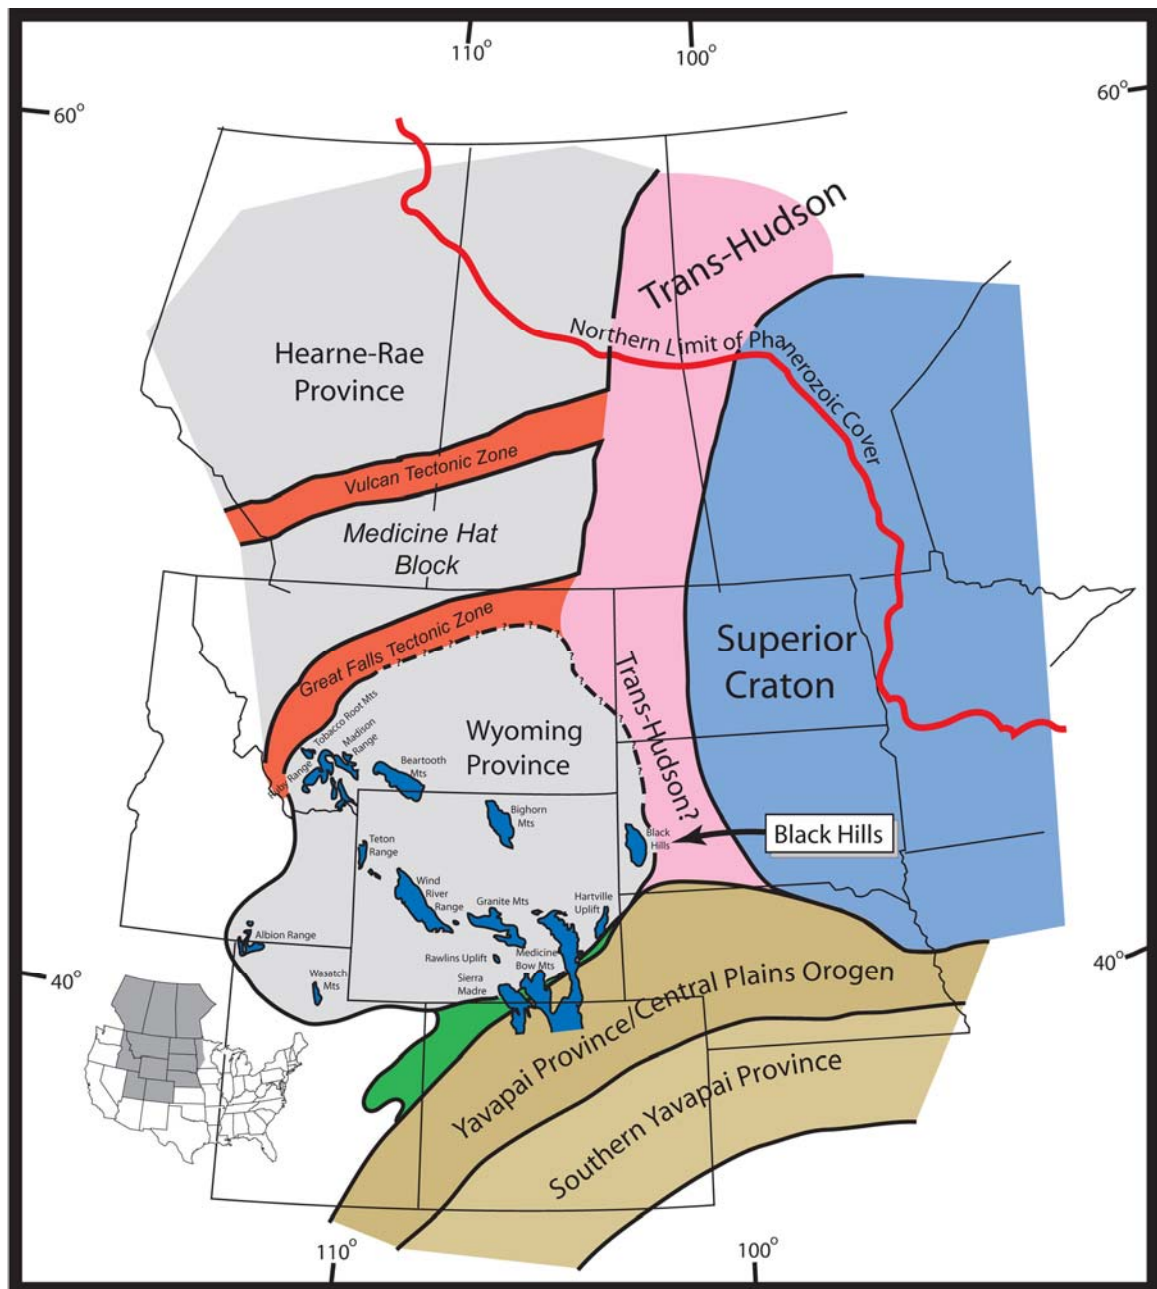 110°
100°
60°
60°
Trans-Hudson
Northern Limit of Phanerozoic Cover
Hearne-Rae
Province
Vulcan Tectonic Zone
Medicine Hat
Block
Great Falls Tectonic Zone
Superior
Craton
Trans-Hudson?
Tobacco Root Mts
Madison
Range
Ruby Range
Wyoming
Province
Beartooth
Mts
Bighorn
Mts
Black
Hills
Black Hills
Teton
Range
Wind
River
Range
Granite Mts
Hartville
Uplift
Albion Range
Rawlins Uplift
Medicine
Bow Mts
Wasatch
Mts
Sierra
Madre
40°
40°
Yavapai Province/Central Plains Orogen
Southern Yavapai Province
110°
100°